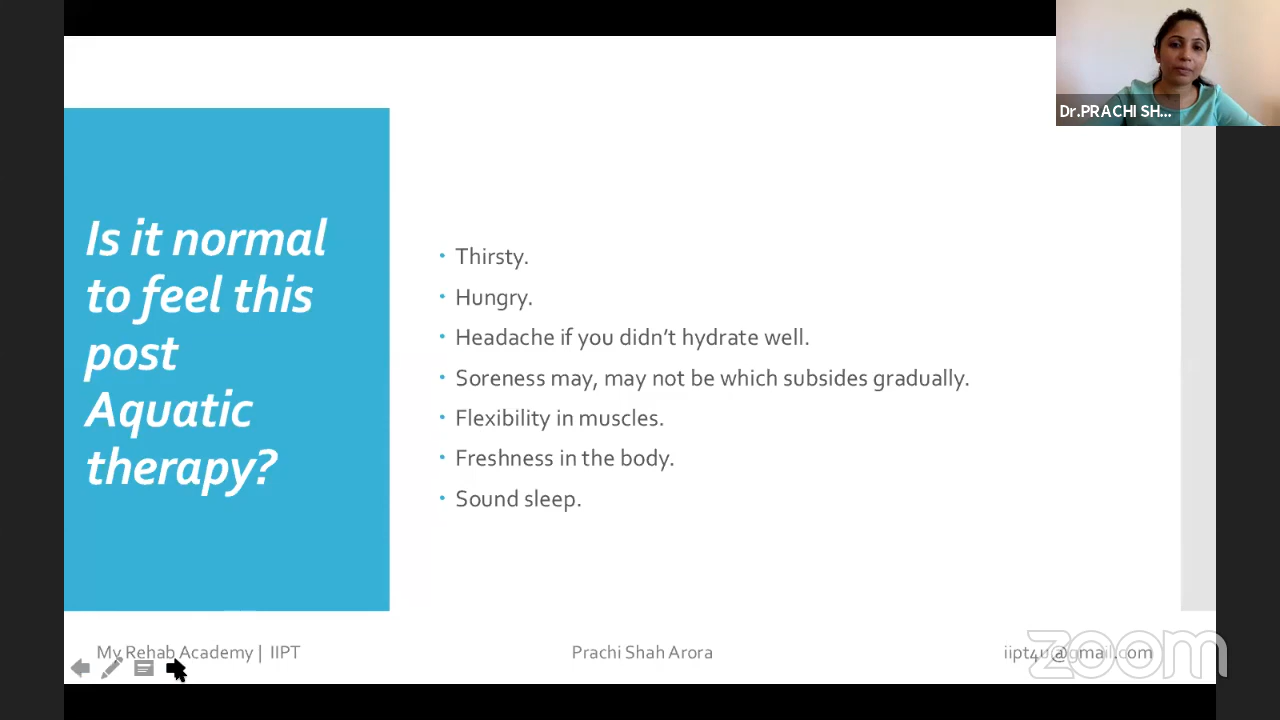 Dr.PRACHI SH...
Is it normal
to feel this
post
Aquatic
therapy?
• Thirsty.
• Hungry.
• Headache if you didn't hydrate well.
• Soreness may, may not be which subsides gradually.
• Flexibility in muscles.
• Freshness in the body.
• Sound sleep.
My Rehab Academy | IIPT
Prachi Shah Arora
iipt4u@gmail.com
zoom